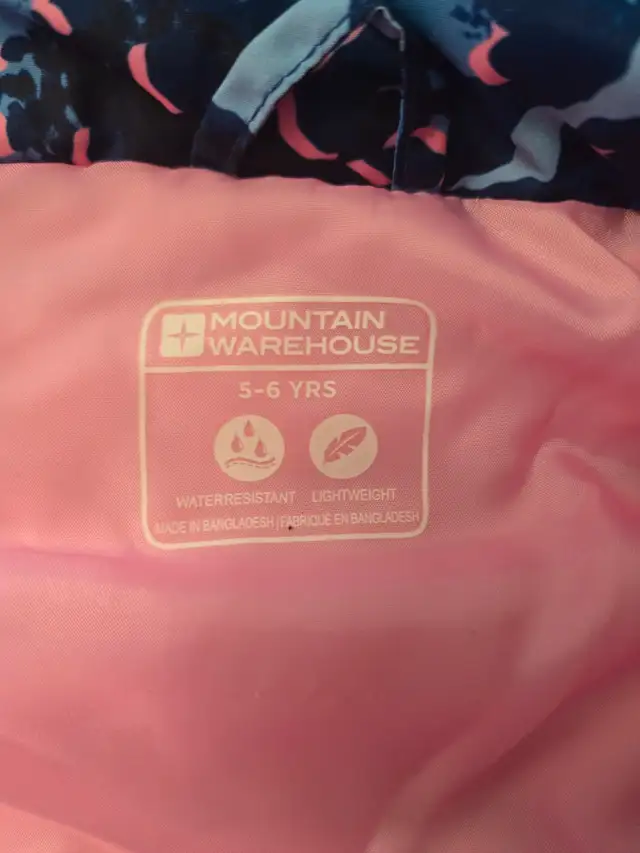 MOUNTAIN
WAREHOUSE
5-6 YRS
WATERRESISTANT LIGHTWEIGHT
MADE IN BANGLADESH | FABRIQUÉ EN BANGLADESH